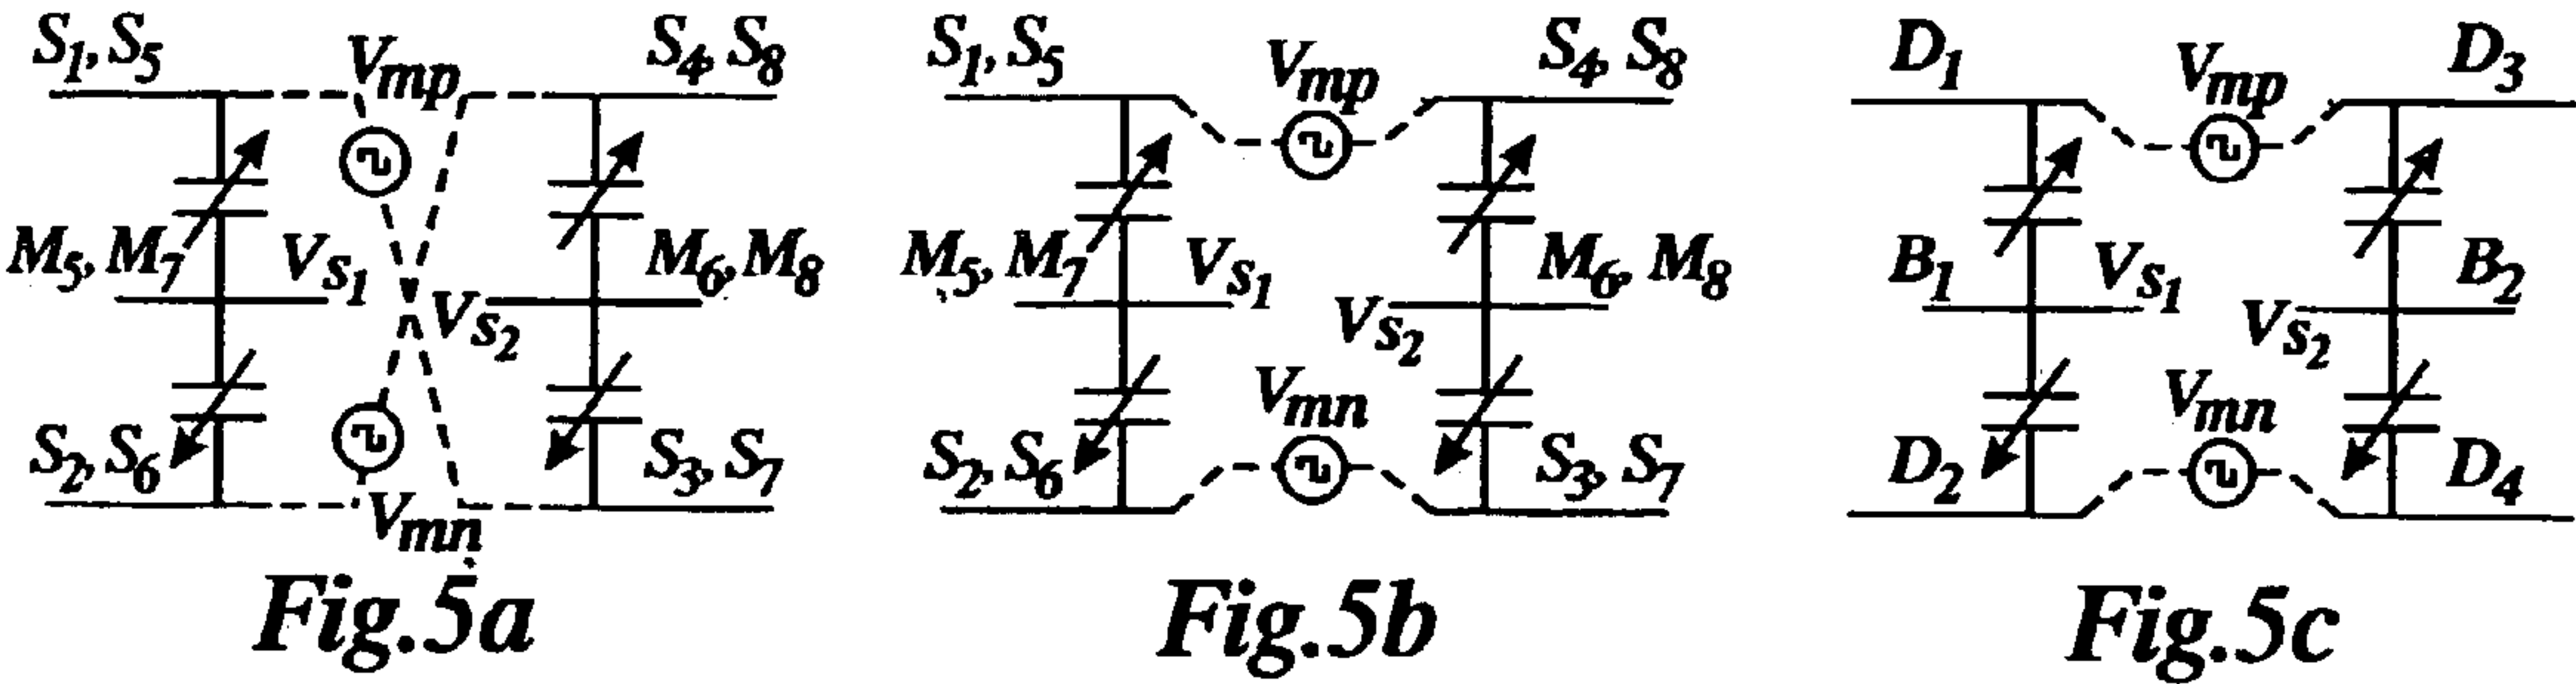 S1, S5 Vmp S4, S8
M5, M7 VS1 M6, M8
VS2
S2, S6 S3, S7
Vmn
Fig.5a
S1, S5 Vmp S4, S8
M5, M7 VS1 M6, M8
VS2
Vmn
S2, S6 S3, S7
Fig.5b
D1 Vmp D3
B1 VS1 B2
VS2
Vmn
D2 D4
Fig.5c